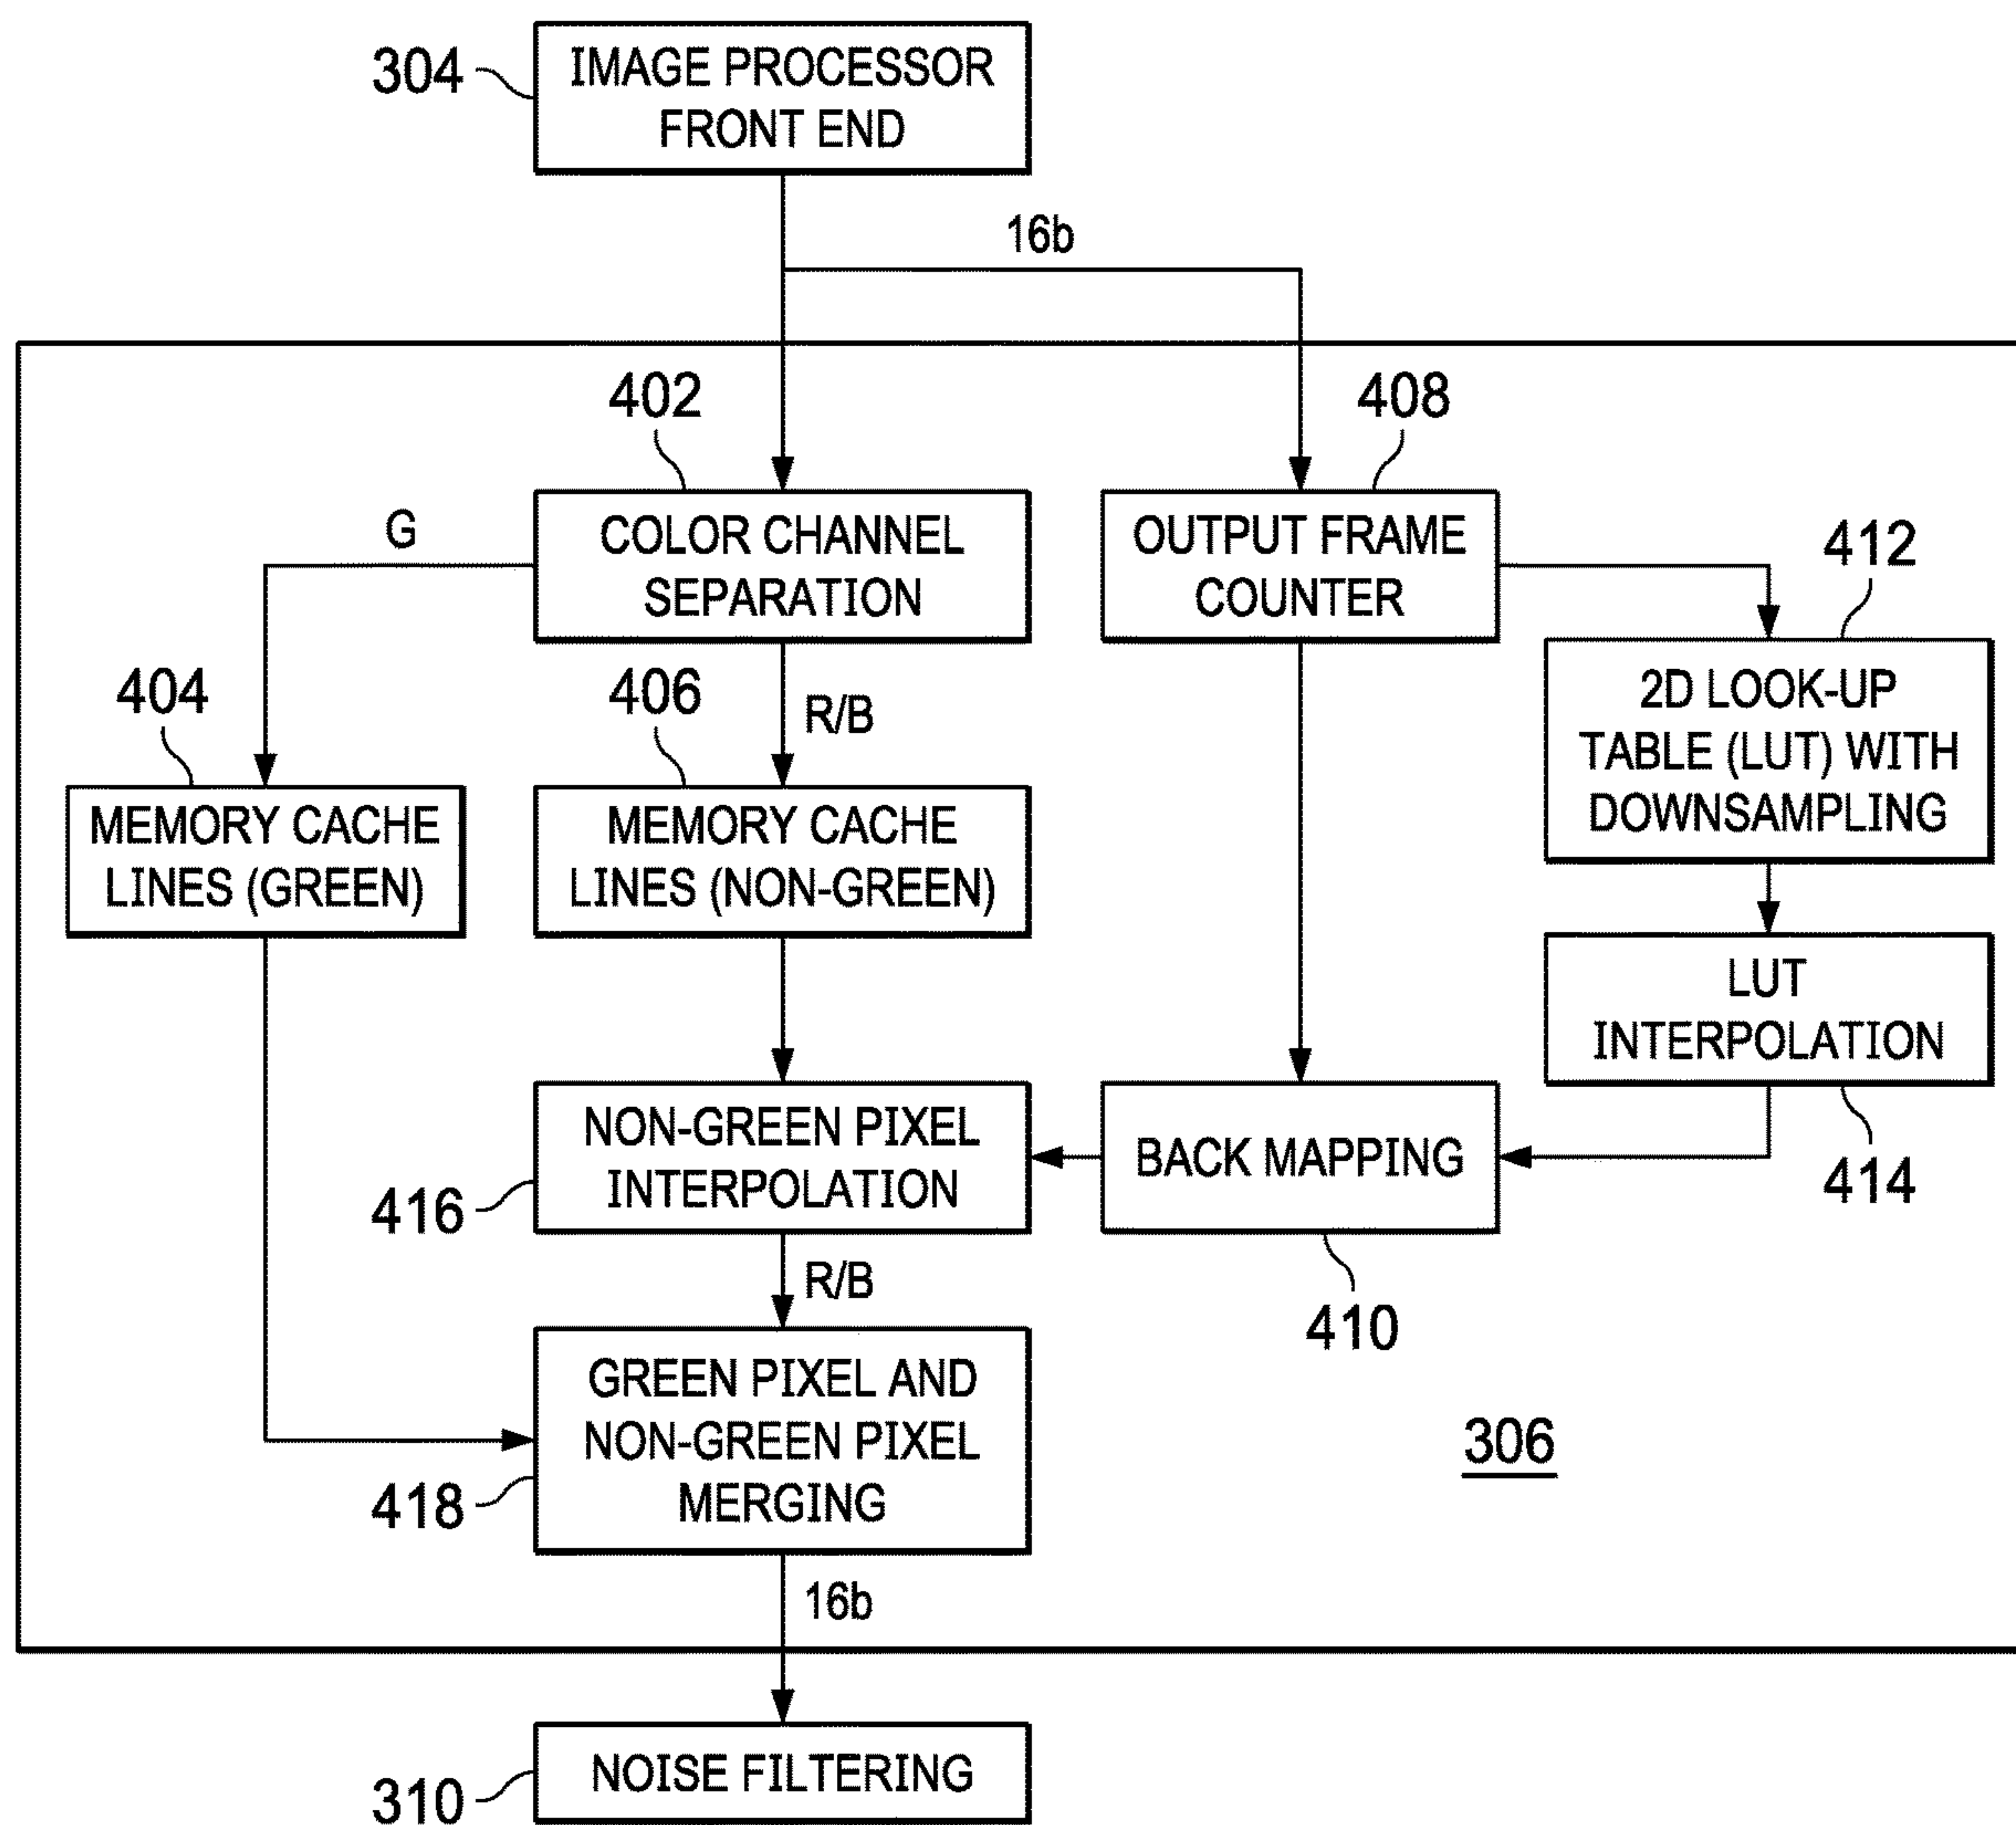 304
IMAGE PROCESSOR
FRONT END
16b
402
408
G
COLOR CHANNEL
SEPARATION
OUTPUT FRAME
COUNTER
412
404
406
R/B
2D LOOK-UP
TABLE (LUT) WITH
DOWNSAMPLING
MEMORY CACHE
LINES (GREEN)
MEMORY CACHE
LINES (NON-GREEN)
LUT
INTERPOLATION
414
NON-GREEN PIXEL
INTERPOLATION
416
BACK MAPPING
410
R/B
GREEN PIXEL AND
NON-GREEN PIXEL
MERGING
418
306
16b
NOISE FILTERING
310